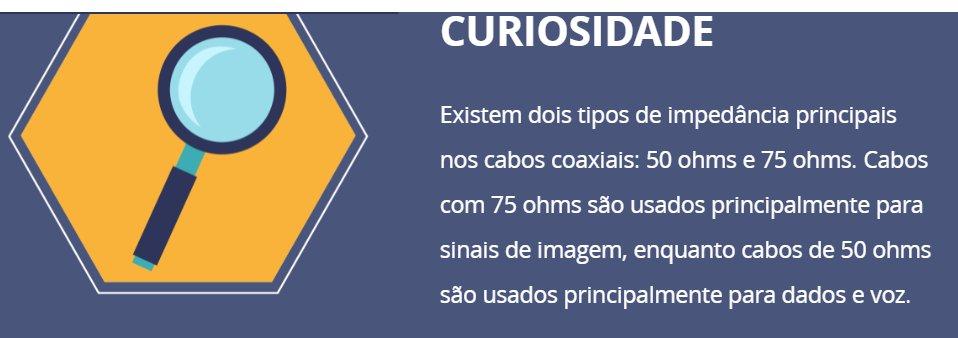 CURIOSIDADE
Existem dois tipos de impedância principais
nos cabos coaxiais: 50 ohms e 75 ohms. Cabos
com 75 ohms são usados principalmente para
sinais de imagem, enquanto cabos de 50 ohms
são usados principalmente para dados e voz.